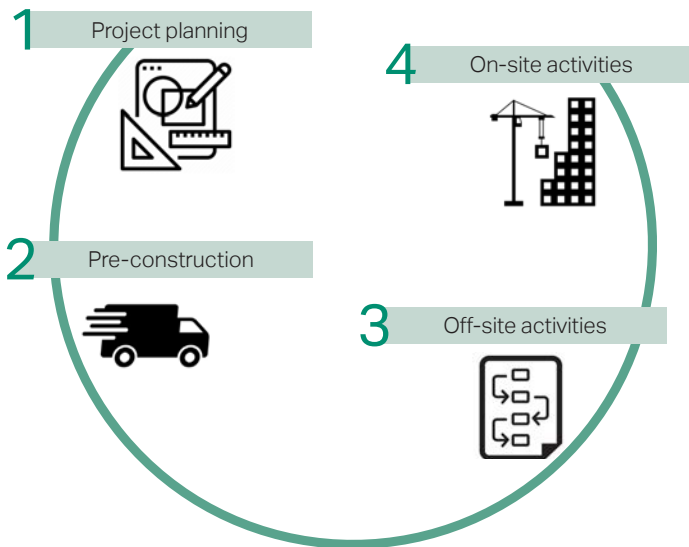 1 Project planning
2 Pre-construction
3 Off-site activities
4 On-site activities